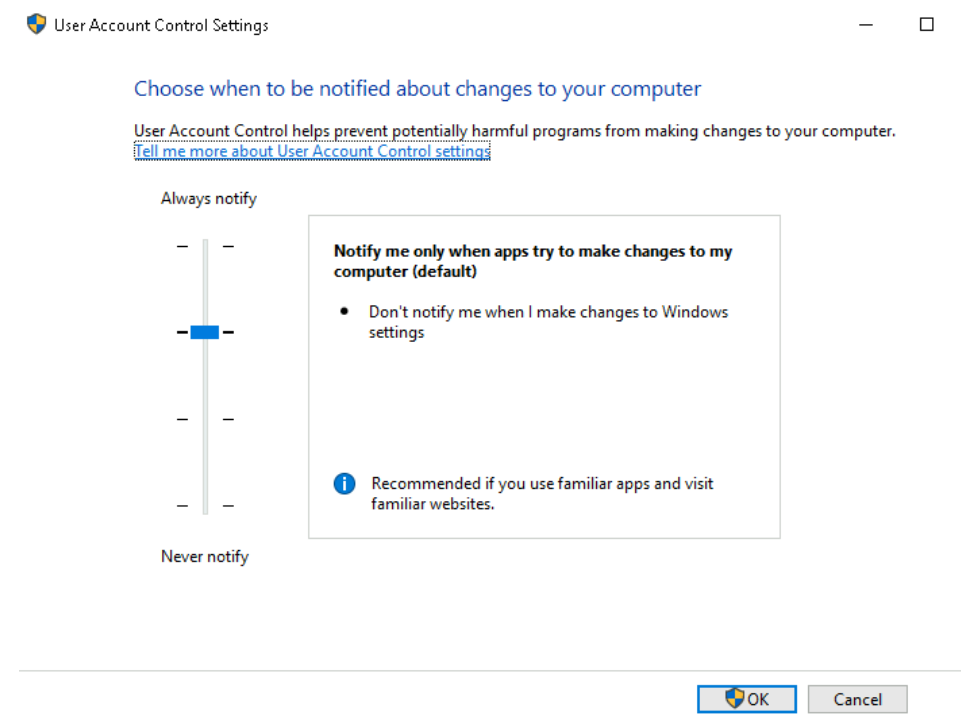 User Account Control Settings
Choose when to be notified about changes to your computer
User Account Control helps prevent potentially harmful programs from making changes to your computer.
Tell me more about User Account Control settings
Always notify
Notify me only when apps try to make changes to my
computer (default)
• Don't notify me when I make changes to Windows
settings
Recommended if you use familiar apps and visit
familiar websites.
Never notify
OK
Cancel